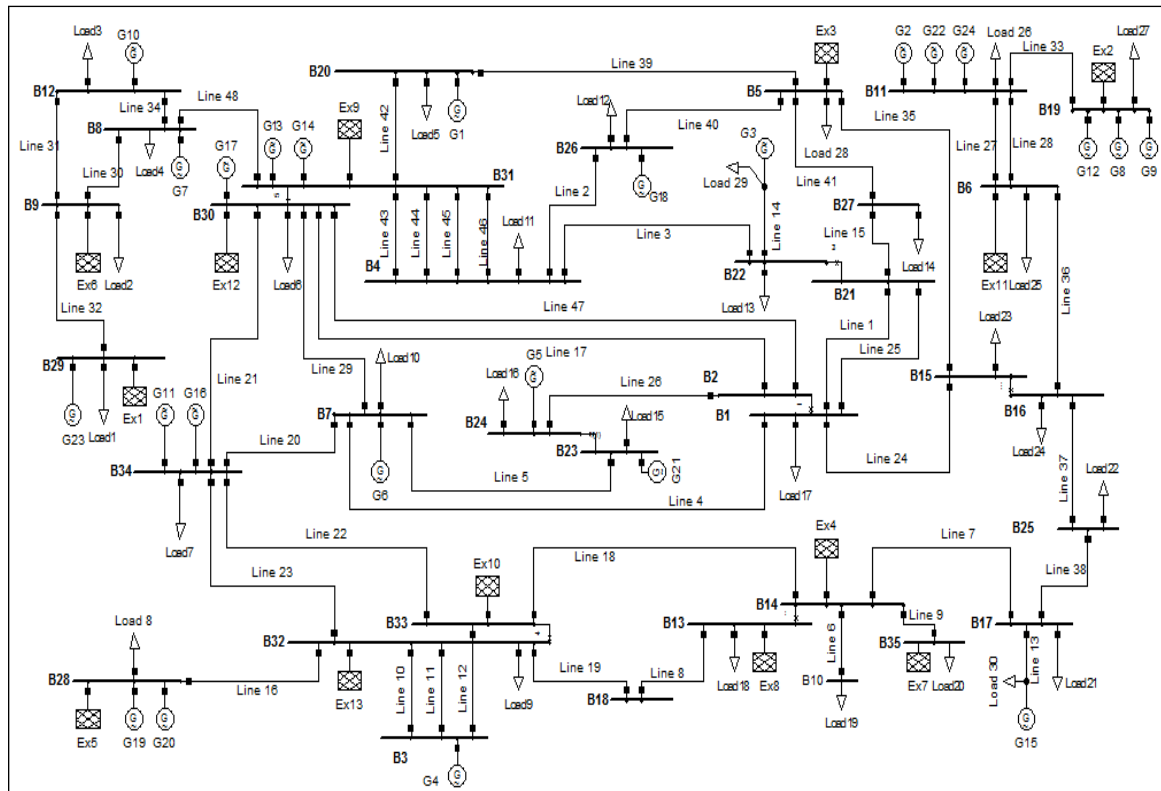 Load3 G10 Ex3 G2 G22 G24 Load 26 Line 33 Load27
B12 Line 34 Line 48 B20 Line 39 B5 B11 Ex2
B8 G13 G14 Ex9 Line 42 Load5 G1 Load12 Line 40 Line 35 B19
Line 31 Line 30 Load4 G7 G17 B26 G3 Load 28 Line 27 Line 28 G12 G8 G9
B9 B30 B31 Line 2 G18 Load 29 Line 14 Line 41 B6
Line 43 Line 44 Line 45 Line 46 Load11 Line 3 B27 Line 15
Ex6 Load2 Ex12 Load6 B4 B22 B21 Load14 Ex11 Load25 Line 36
Line 32 Line 47 Load13 Line 1 Line 25 Load23
B29 Line 21 Line 29 Line 17 Load10 G5 Load16 Line 26 B2 B15
G23 Load1 Ex1 G11 G16 B7 B24 Load15 B1 B16
Line 20 B23 Load24 Line 37 Load22
B34 G6 Line 5 G21 Line 24
Load7 Line 4 Load17 B25
Line 22 Ex10 Line 18 Ex4 Line 7 Line 38
Line 23 B33 B14 Line 9
Load 8 B32 B13 Line 6 B35 B17
B28 Line 16 Line 10 Line 11 Line 12 Line 19 Line 8 B10 Load 30 Line 13
Ex5 G19 G20 Ex13 Load9 B18 Load18 Ex8 Load19 Ex7 Load20 Load21
B3 G4 G15